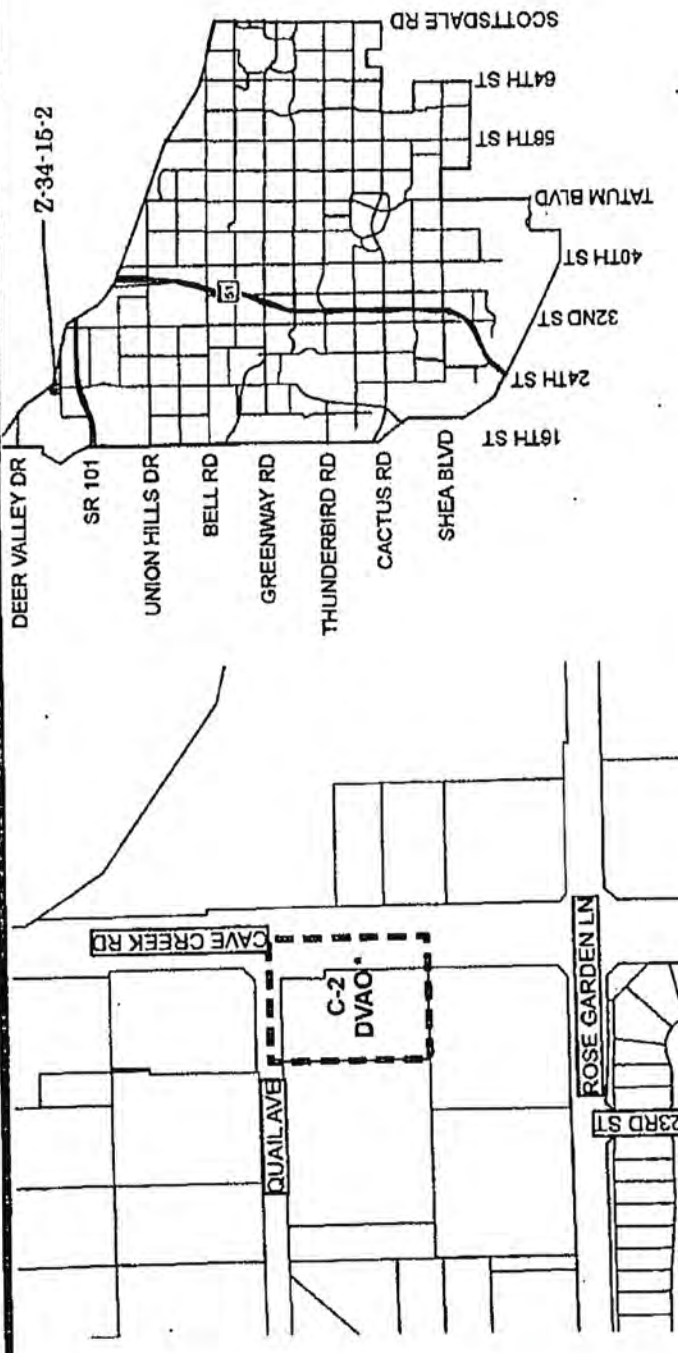 Z-34-15-2
DEER VALLEY DR
SR 101
UNION HILLS DR
BELL RD
GREENWAY RD
THUNDERBIRD RD
CACTUS RD
SHEA BLVD
51
16TH ST
24TH ST
32ND ST
40TH ST
TATUM BLVD
56TH ST
64TH ST
SCOTTSDALE RD
CAVE CREEK RD
QUAIL AVE
C-2
DVAO
ROSE GARDEN LN
23RD ST